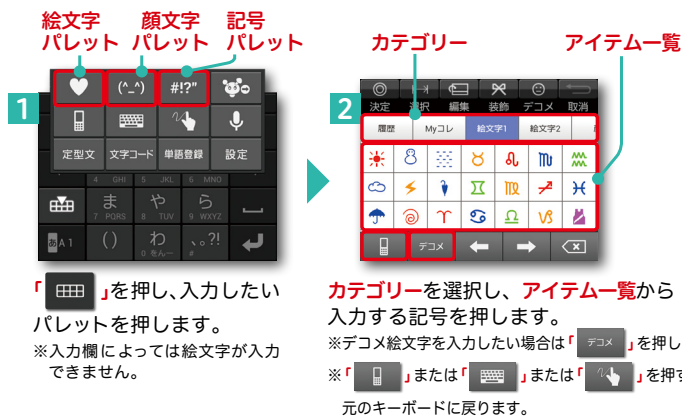 絵文字 顔文字 記号
パレット パレット パレット
カテゴリー アイテム一覧
1
(^_^) #!?"
定型文 文字コード 単語登録 設定
4 GHI 5 JKL 6 MNO
ま や ら
7 PQRS 8 TUV 9 WXYZ
あA1 () わ 、。?!
0 をんー #
2
決定 選択 編集 装飾 デコメ 取消
履歴 Myコレ 絵文字1 絵文字2
デコメ
「 」を押し、入力したい
パレットを押します。
※入力欄によっては絵文字が入力
できません。
カテゴリーを選択し、アイテム一覧から
入力する記号を押します。
※デコメ絵文字を入力したい場合は「デコメ」を押し
※「 」または「 」または「 」を押す
元のキーボードに戻ります。